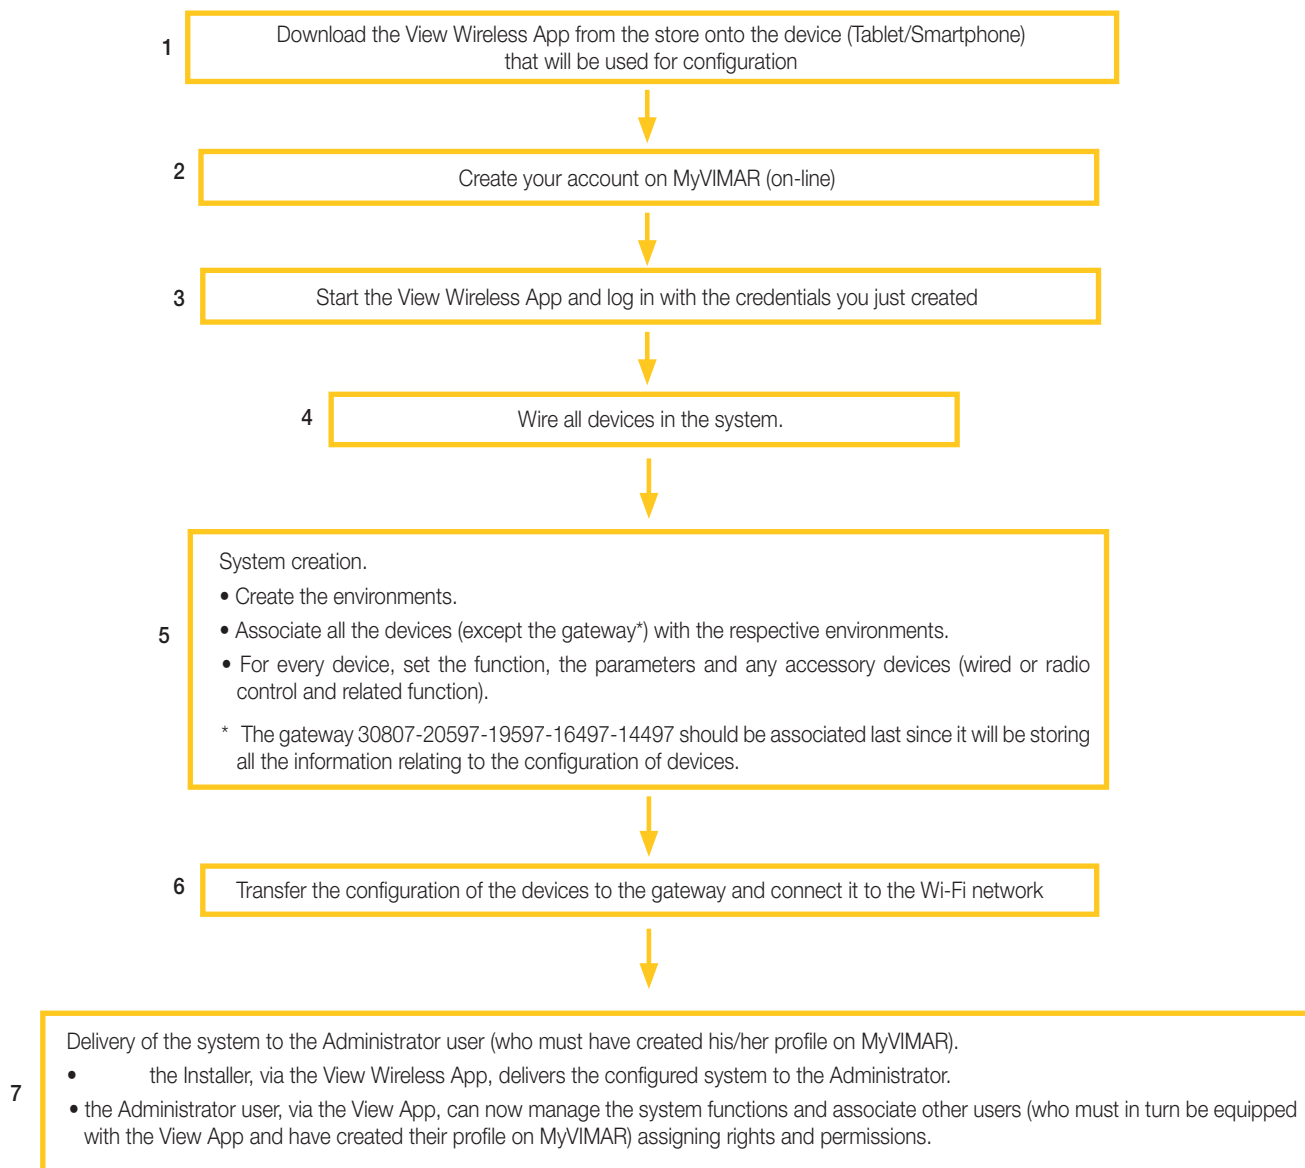 1
Download the View Wireless App from the store onto the device (Tablet/Smartphone)
that will be used for configuration
2
Create your account on MyVIMAR (on-line)
3
Start the View Wireless App and log in with the credentials you just created
4
Wire all devices in the system.
5
System creation.
• Create the environments.
• Associate all the devices (except the gateway*) with the respective environments.
• For every device, set the function, the parameters and any accessory devices (wired or radio
control and related function).
* The gateway 30807-20597-19597-16497-14497 should be associated last since it will be storing
all the information relating to the configuration of devices.
6
Transfer the configuration of the devices to the gateway and connect it to the Wi-Fi network
7
Delivery of the system to the Administrator user (who must have created his/her profile on MyVIMAR).
• the Installer, via the View Wireless App, delivers the configured system to the Administrator.
• the Administrator user, via the View App, can now manage the system functions and associate other users (who must in turn be equipped
with the View App and have created their profile on MyVIMAR) assigning rights and permissions.